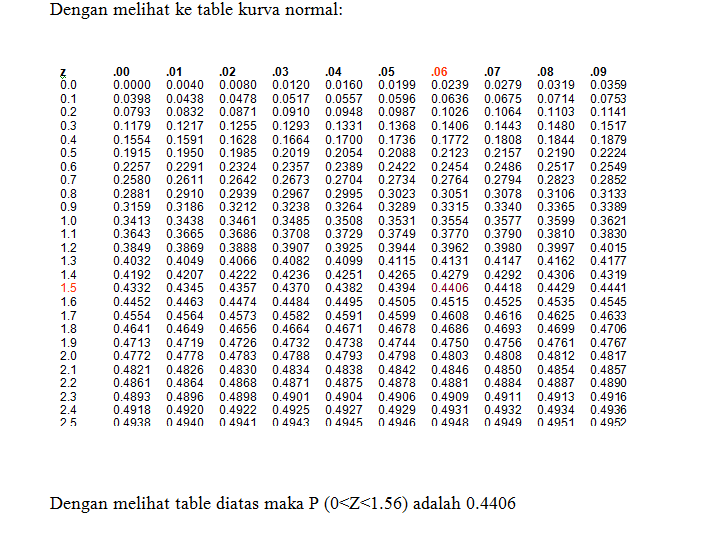 Dengan melihat ke table kurva normal:
z .00 .01 .02 .03 .04 .05 .06 .07 .08 .09
0.0 0.0000 0.0040 0.0080 0.0120 0.0160 0.0199 0.0239 0.0279 0.0319 0.0359
0.1 0.0398 0.0438 0.0478 0.0517 0.0557 0.0596 0.0636 0.0675 0.0714 0.0753
0.2 0.0793 0.0832 0.0871 0.0910 0.0948 0.0987 0.1026 0.1064 0.1103 0.1141
0.3 0.1179 0.1217 0.1255 0.1293 0.1331 0.1368 0.1406 0.1443 0.1480 0.1517
0.4 0.1554 0.1591 0.1628 0.1664 0.1700 0.1736 0.1772 0.1808 0.1844 0.1879
0.5 0.1915 0.1950 0.1985 0.2019 0.2054 0.2088 0.2123 0.2157 0.2190 0.2224
0.6 0.2257 0.2291 0.2324 0.2357 0.2389 0.2422 0.2454 0.2486 0.2517 0.2549
0.7 0.2580 0.2611 0.2642 0.2673 0.2704 0.2734 0.2764 0.2794 0.2823 0.2852
0.8 0.2881 0.2910 0.2939 0.2967 0.2995 0.3023 0.3051 0.3078 0.3106 0.3133
0.9 0.3159 0.3186 0.3212 0.3238 0.3264 0.3289 0.3315 0.3340 0.3365 0.3389
1.0 0.3413 0.3438 0.3461 0.3485 0.3508 0.3531 0.3554 0.3577 0.3599 0.3621
1.1 0.3643 0.3665 0.3686 0.3708 0.3729 0.3749 0.3770 0.3790 0.3810 0.3830
1.2 0.3849 0.3869 0.3888 0.3907 0.3925 0.3944 0.3962 0.3980 0.3997 0.4015
1.3 0.4032 0.4049 0.4066 0.4082 0.4099 0.4115 0.4131 0.4147 0.4162 0.4177
1.4 0.4192 0.4207 0.4222 0.4236 0.4251 0.4265 0.4279 0.4292 0.4306 0.4319
1.5 0.4332 0.4345 0.4357 0.4370 0.4382 0.4394 0.4406 0.4418 0.4429 0.4441
1.6 0.4452 0.4463 0.4474 0.4484 0.4495 0.4505 0.4515 0.4525 0.4535 0.4545
1.7 0.4554 0.4564 0.4573 0.4582 0.4591 0.4599 0.4608 0.4616 0.4625 0.4633
1.8 0.4641 0.4649 0.4656 0.4664 0.4671 0.4678 0.4686 0.4693 0.4699 0.4706
1.9 0.4713 0.4719 0.4726 0.4732 0.4738 0.4744 0.4750 0.4756 0.4761 0.4767
2.0 0.4772 0.4778 0.4783 0.4788 0.4793 0.4798 0.4803 0.4808 0.4812 0.4817
2.1 0.4821 0.4826 0.4830 0.4834 0.4838 0.4842 0.4846 0.4850 0.4854 0.4857
2.2 0.4861 0.4864 0.4868 0.4871 0.4875 0.4878 0.4881 0.4884 0.4887 0.4890
2.3 0.4893 0.4896 0.4898 0.4901 0.4904 0.4906 0.4909 0.4911 0.4913 0.4916
2.4 0.4918 0.4920 0.4922 0.4925 0.4927 0.4929 0.4931 0.4932 0.4934 0.4936
2.5 0.4938 0.4940 0.4941 0.4943 0.4945 0.4946 0.4948 0.4949 0.4951 0.4952
Dengan melihat table diatas maka P (0<Z<1.56) adalah 0.4406